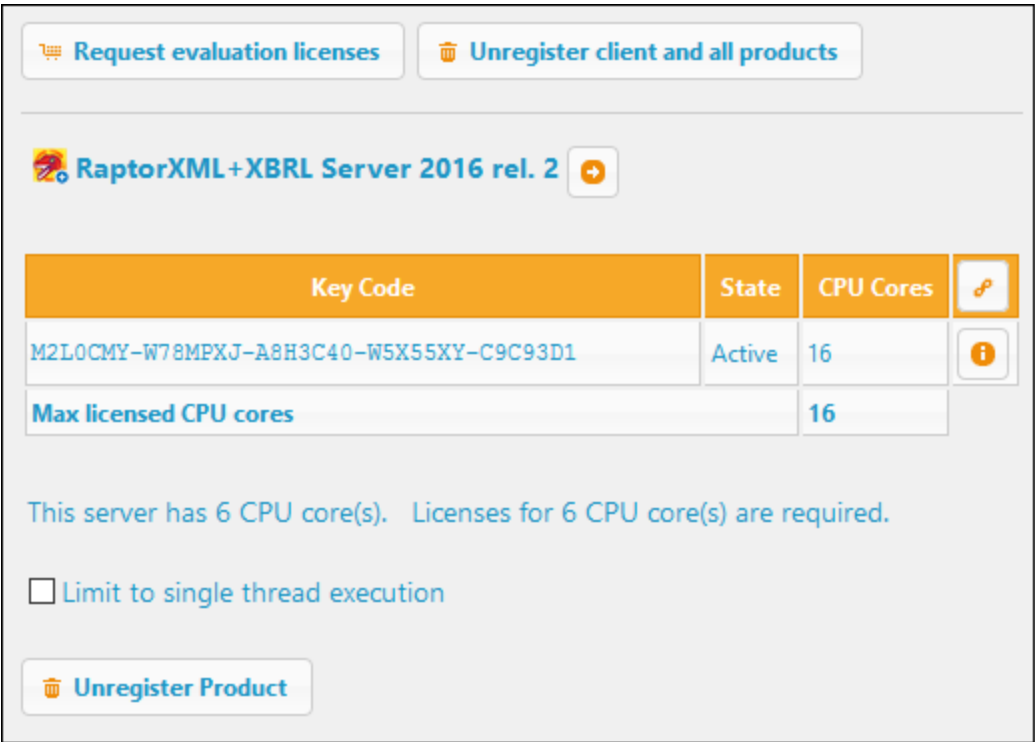 Request evaluation licenses Unregister client and all products
RaptorXML+XBRL Server 2016 rel. 2
Key Code State CPU Cores
M2L0CMY-W78MPXJ-A8H3C40-W5X55XY-C9C93D1 Active 16
Max licensed CPU cores 16
This server has 6 CPU core(s). Licenses for 6 CPU core(s) are required.
Limit to single thread execution
Unregister Product